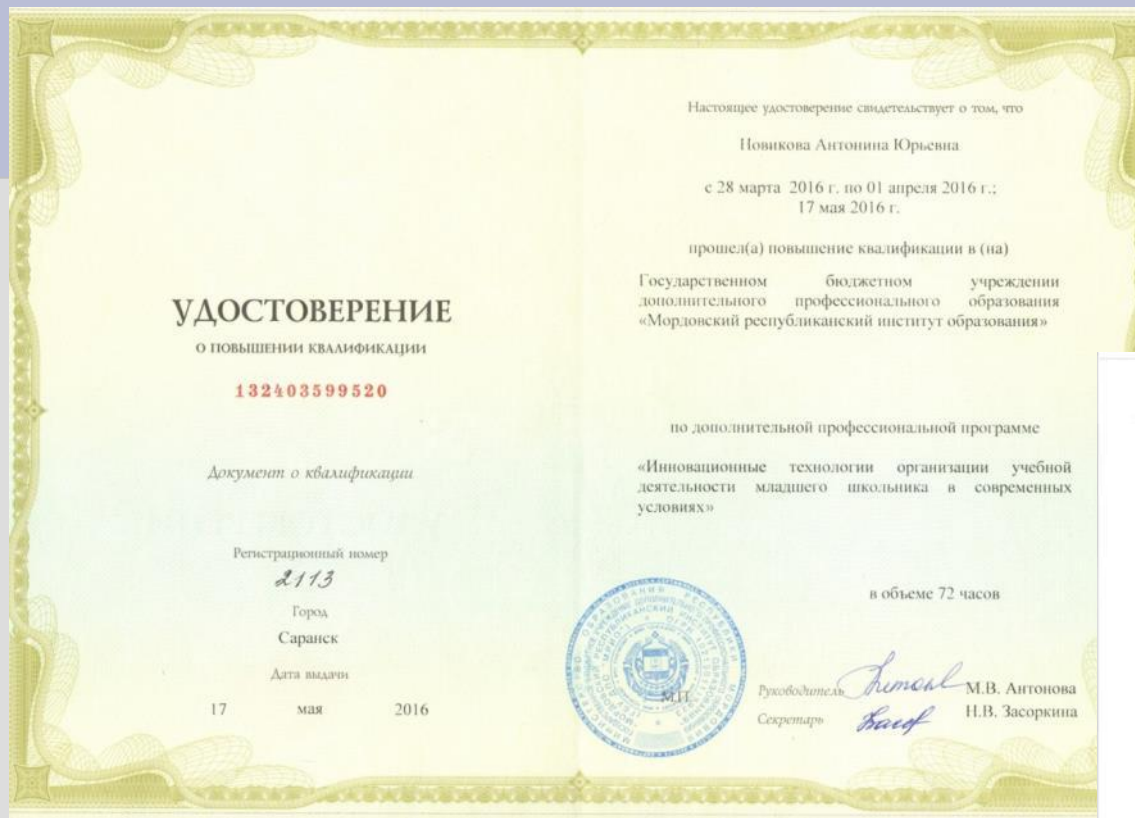 УДОСТОВЕРЕНИЕ
О ПОВЫШЕНИИ КВАЛИФИКАЦИИ
132403599520
Документ о квалификации
Регистрационный номер
2113
Город
Саранск
Дата выдачи
17 мая 2016
Настоящее удостоверение свидетельствует о том, что
Новикова Антонина Юрьевна
с 28 марта 2016 г. по 01 апреля 2016 г.;
17 мая 2016 г.
прошел(а) повышение квалификации в (на)
Государственном бюджетном учреждении
дополнительного профессионального образования
«Мордовский республиканский институт образования»
по дополнительной профессиональной программе
«Инновационные технологии организации учебной
деятельности младшего школьника в современных
условиях»
в объеме 72 часов
М.П.
Руководитель М.В. Антонова
Секретарь Н.В. Засоркина